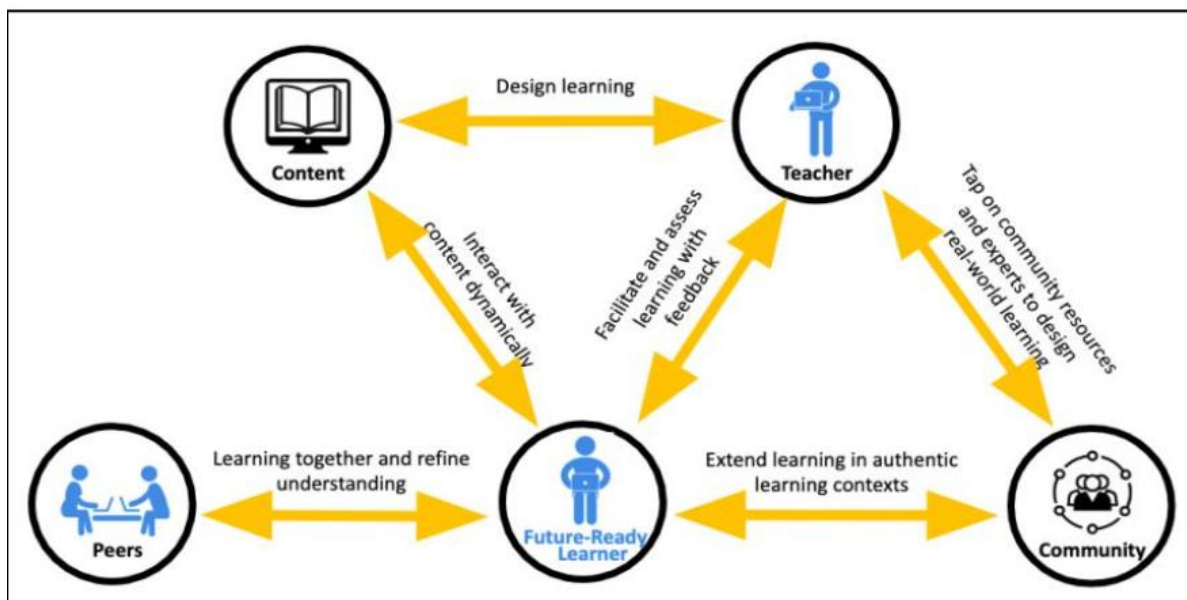 Design learning
Content
Teacher
Interact with
content dynamically
Facilitate and assess
learning with
feedback
Tap on community resources
and experts to design
real-world learning
Learning together and refine
understanding
Extend learning in authentic
learning contexts
Peers
Future-Ready
Learner
Community